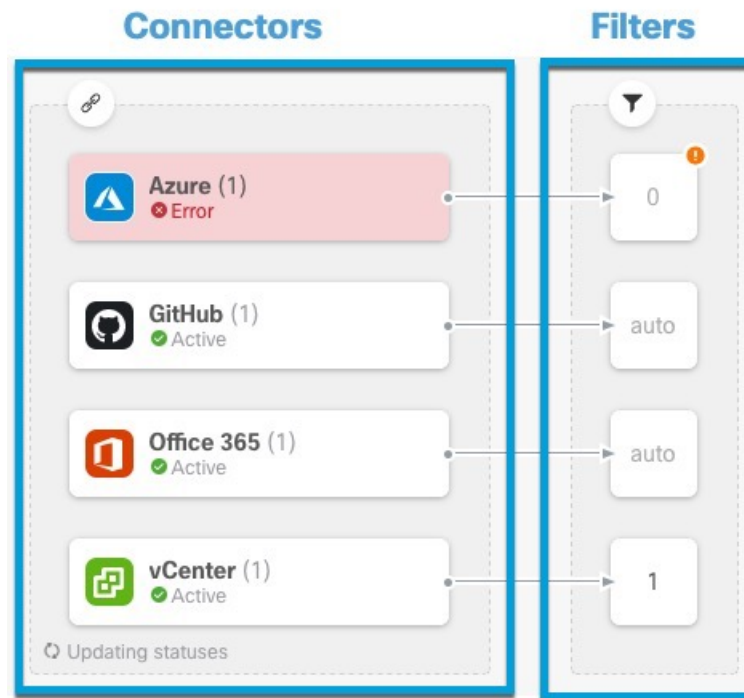 Connectors
Filters
Azure (1)
Error
0
GitHub (1)
Active
auto
Office 365 (1)
Active
auto
vCenter (1)
Active
1
Updating statuses